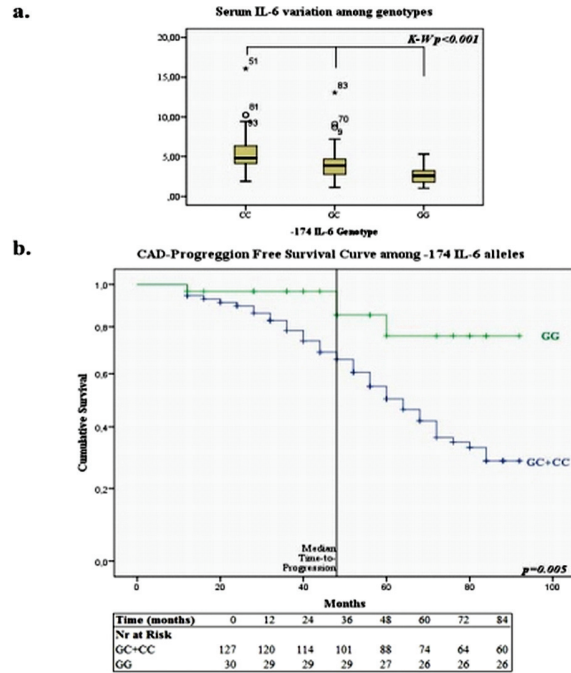 a.
Serum IL-6 variation among genotypes
K-W p<0.001
20,00
15,00
10,00
5,00
,00
51
81
93
83
70
9
CC
GC
GG
-174 IL-6 Genotype
b.
CAD-Progreggion Free Survival Curve among -174 IL-6 alleles
Cumulative Survival
1,0
0,8
0,6
0,4
0,2
0,0
GG
GC+CC
Median
Time-to-
Progression
p=0.005
0 20 40 60 80 100
Months
Time (months) 0 12 24 36 48 60 72 84
Nr at Risk
GC+CC 127 120 114 101 88 74 64 60
GG 30 29 29 29 27 26 26 26